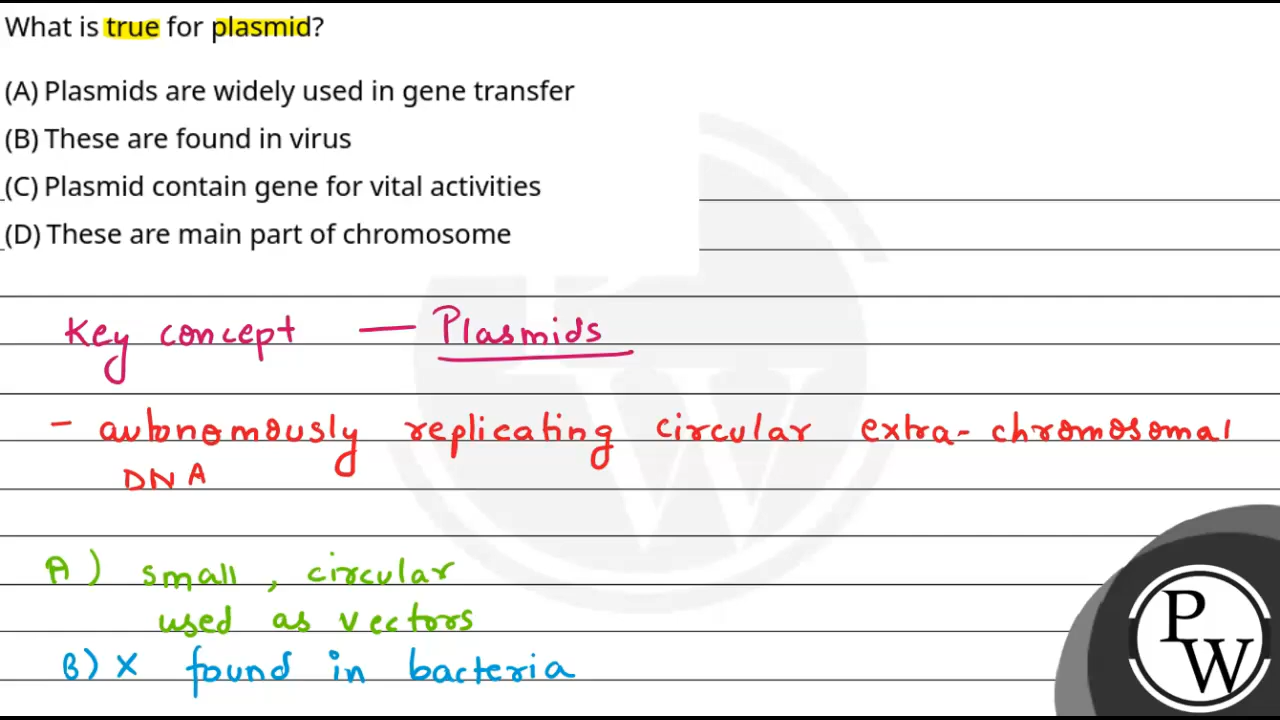 What is true for plasmid?
(A) Plasmids are widely used in gene transfer
(B) These are found in virus
(C) Plasmid contain gene for vital activities
(D) These are main part of chromosome
Key concept — Plasmids
- autonomously replicating circular extra-chromosomal
DNA
A) small, circular
used as vectors
B) X found in bacteria
PW